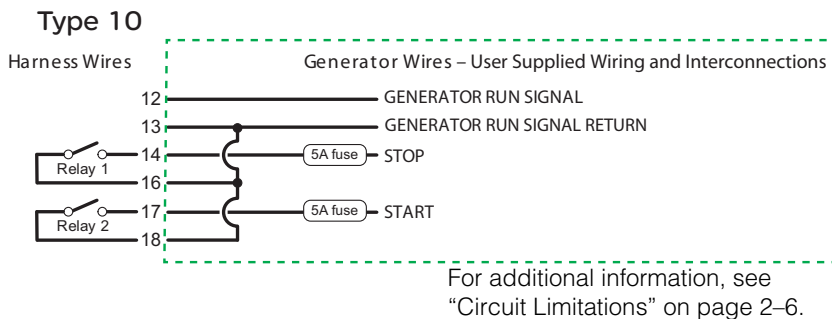 Type 10
Harness Wires
Generator Wires – User Supplied Wiring and Interconnections
12
GENERATOR RUN SIGNAL
13
GENERATOR RUN SIGNAL RETURN
14
5A fuse
STOP
Relay 1
16
17
5A fuse
START
Relay 2
18
For additional information, see
“Circuit Limitations” on page 2–6.